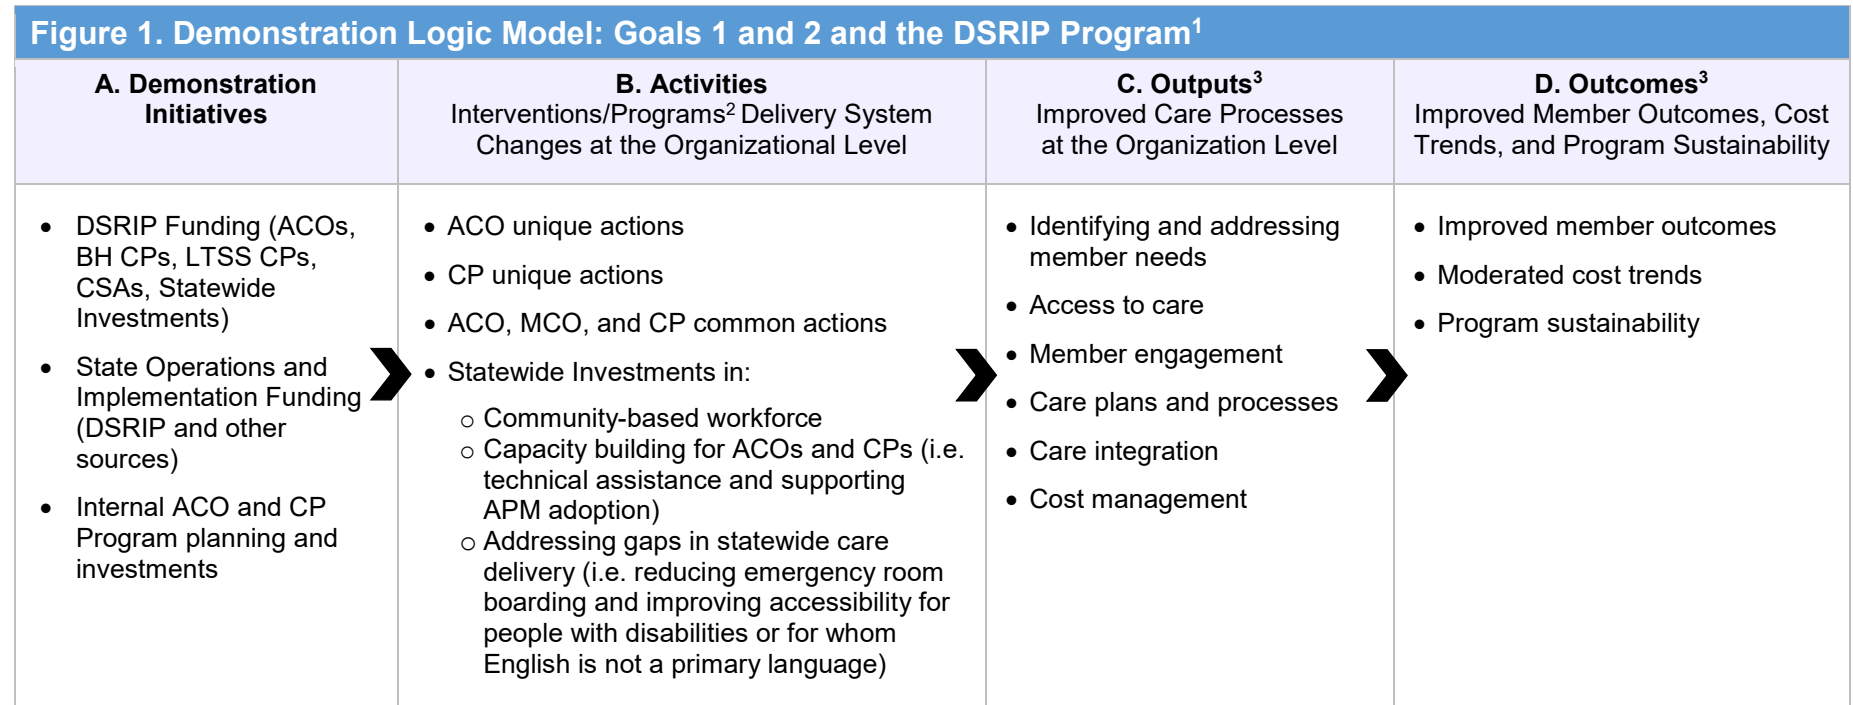 Figure 1. Demonstration Logic Model: Goals 1 and 2 and the DSRIP Program¹
A. Demonstration
Initiatives
B. Activities
Interventions/Programs² Delivery System
Changes at the Organizational Level
C. Outputs³
Improved Care Processes
at the Organization Level
D. Outcomes³
Improved Member Outcomes, Cost
Trends, and Program Sustainability
• DSRIP Funding (ACOs,
BH CPs, LTSS CPs,
CSAs, Statewide
Investments)
• State Operations and
Implementation Funding
(DSRIP and other
sources)
• Internal ACO and CP
Program planning and
investments
• ACO unique actions
• CP unique actions
• ACO, MCO, and CP common actions
• Statewide Investments in:
o Community-based workforce
o Capacity building for ACOs and CPs (i.e.
technical assistance and supporting
APM adoption)
o Addressing gaps in statewide care
delivery (i.e. reducing emergency room
boarding and improving accessibility for
people with disabilities or for whom
English is not a primary language)
• Identifying and addressing
member needs
• Access to care
• Member engagement
• Care plans and processes
• Care integration
• Cost management
• Improved member outcomes
• Moderated cost trends
• Program sustainability